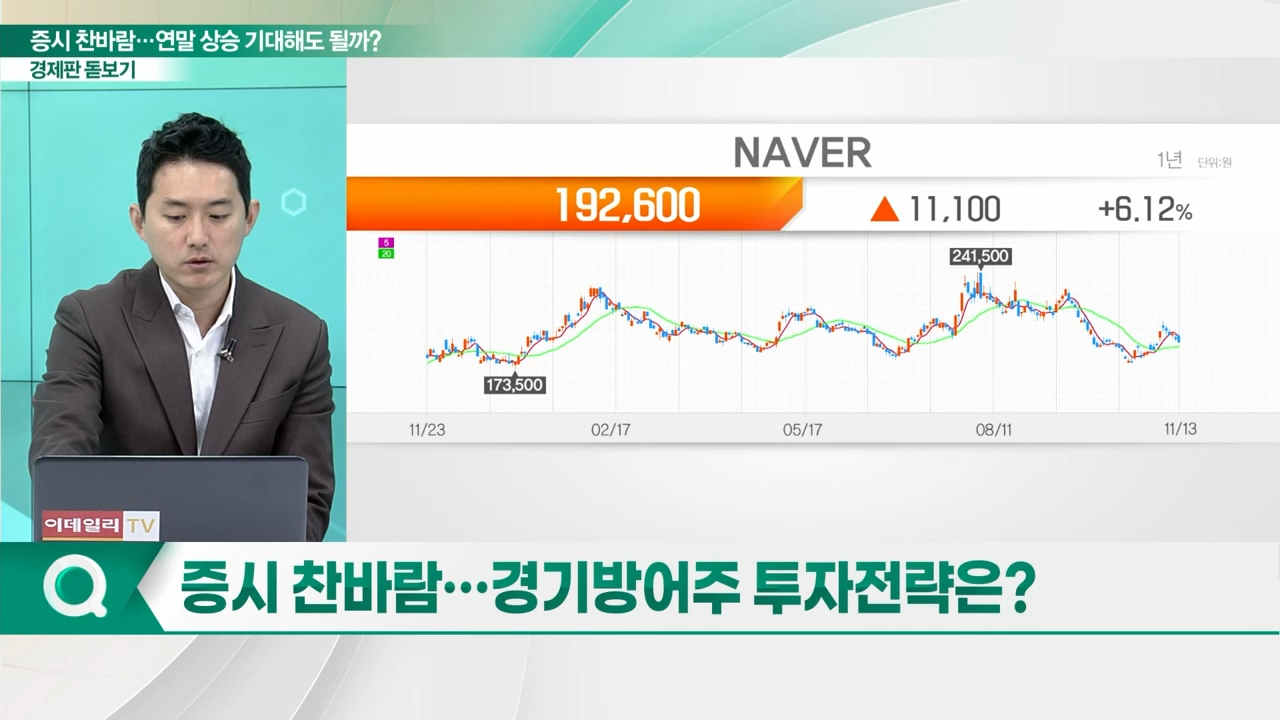 증시 찬바람…연말 상승 기대해도 될까?
경제판 돋보기
NAVER
1년 단위:원
192,600 ▲ 11,100 +6.12%
5
20
241,500
173,500
11/23 02/17 05/17 08/11 11/13
이데일리 TV
Q 증시 찬바람…경기방어주 투자전략은?